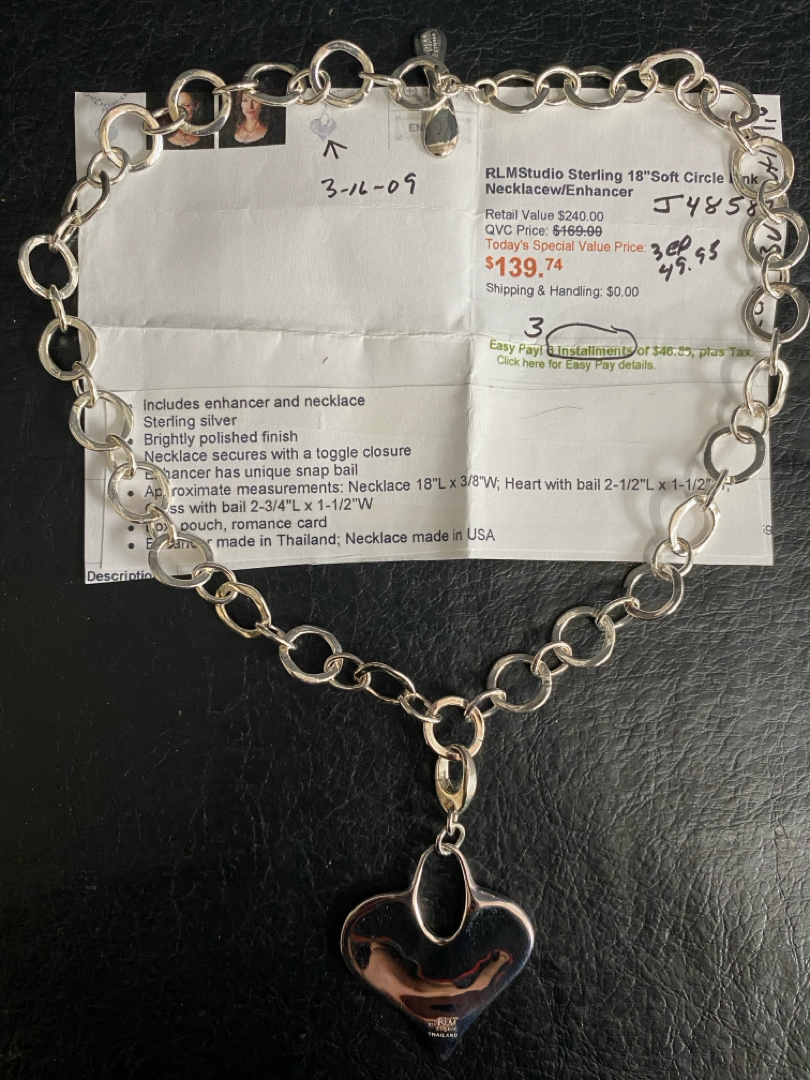 3-16-09
RLMStudio Sterling 18"Soft Circle
Necklacew/Enhancer
J4858
Retail Value $240.00
QVC Price: $169.00
Today's Special Value Price:
$139.74
Shipping & Handling: $0.00
3 EP
49.95
3
Easy Pay! Installments of plus Tax.
Click here for Easy Pay details.
Includes enhancer and necklace
Sterling silver
• Brightly polished finish
Necklace secures with a toggle closure
Enhancer has unique snap bail
• Approximate measurements: Necklace 18"L x 3/8"W; Heart with bail 2-1/2"L x 1-1/2"
with bail 2-3/4"L x 1-1/2"W
• pouch, romance card
• made in Thailand; Necklace made in USA
RLM
THAILAND